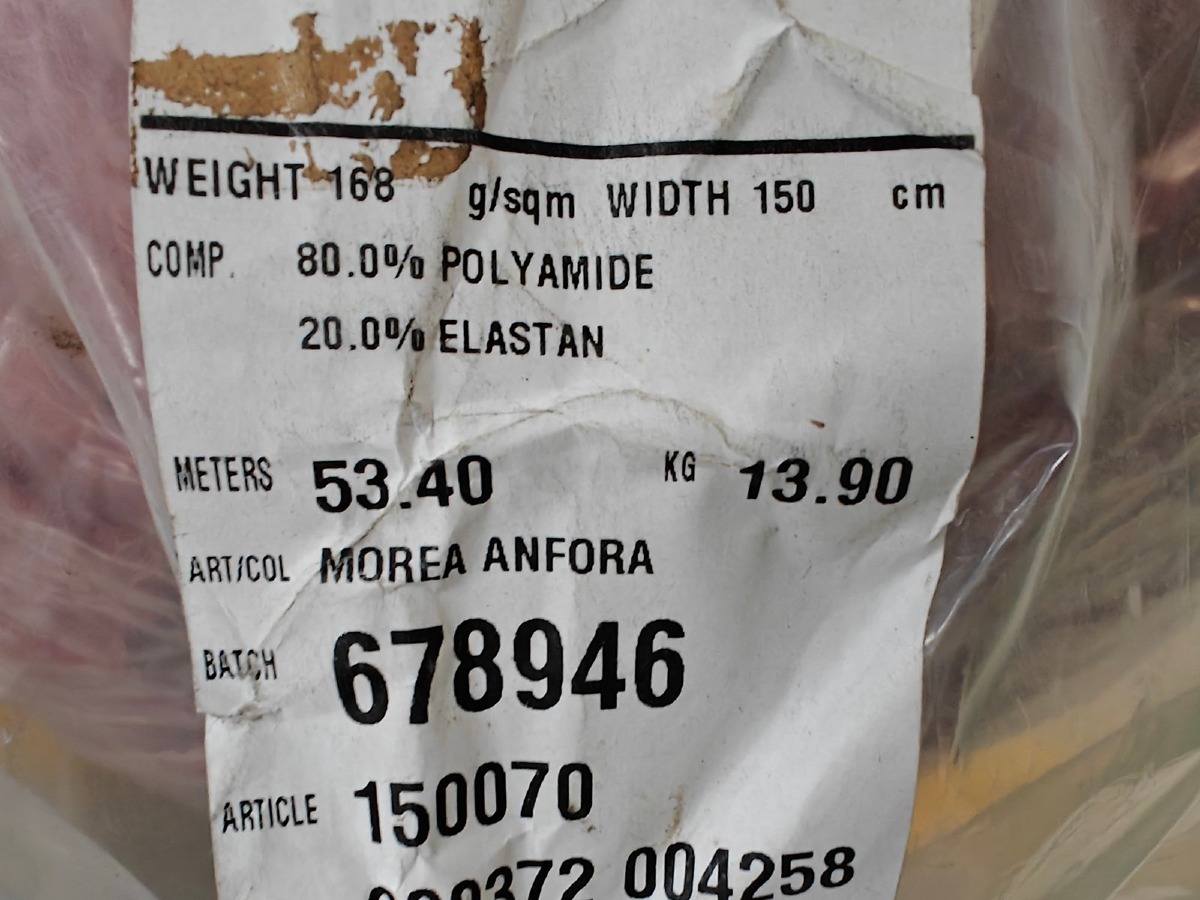 WEIGHT 168 g/sqm WIDTH 150 cm
COMP. 80.0% POLYAMIDE
20.0% ELASTAN
METERS 53.40 KG 13.90
ART/COL MOREA ANFORA
BATCH 678946
ARTICLE 150070
004258